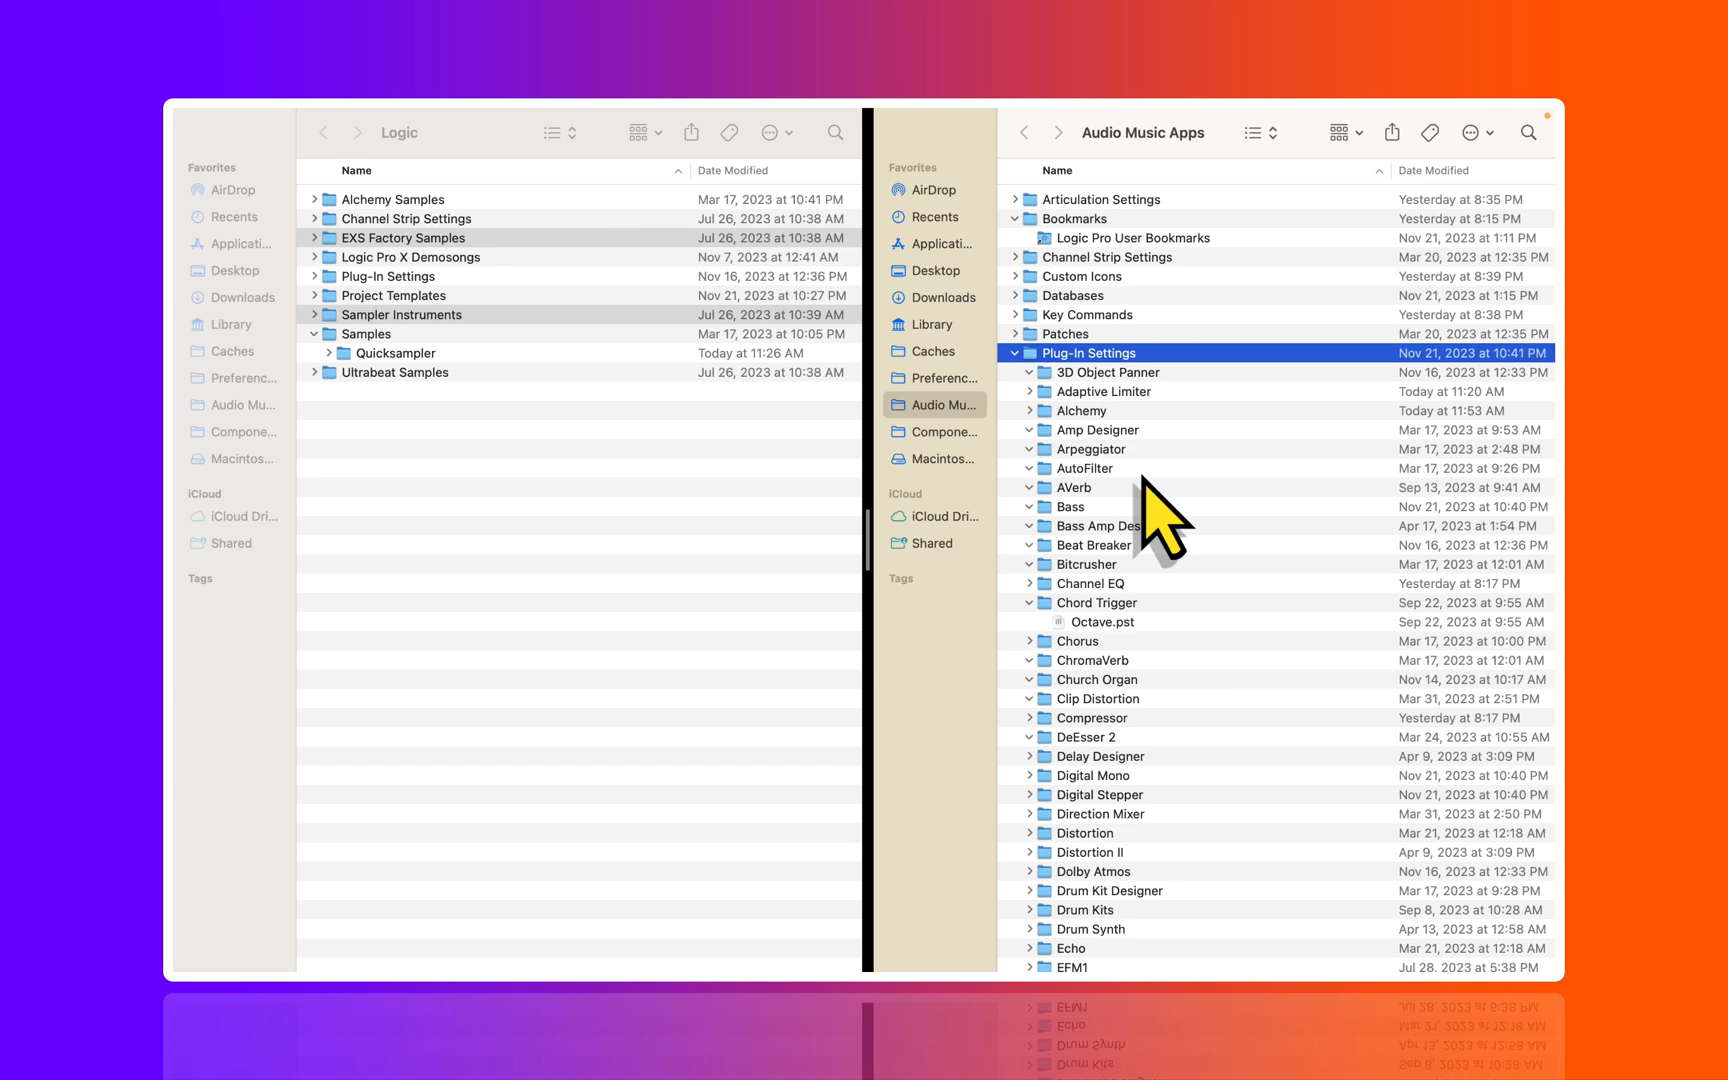 Logic
Favorites
AirDrop
Recents
Applicati...
Desktop
Downloads
Library
Caches
Preferenc...
Audio Mu...
Compone...
Macintos...
iCloud
iCloud Dri...
Shared
Tags
Name Date Modified
Alchemy Samples Mar 17, 2023 at 10:41 PM
Channel Strip Settings Jul 26, 2023 at 10:38 AM
EXS Factory Samples Jul 26, 2023 at 10:38 AM
Logic Pro X Demosongs Nov 7, 2023 at 12:41 AM
Plug-In Settings Nov 16, 2023 at 12:36 PM
Project Templates Nov 21, 2023 at 10:27 PM
Sampler Instruments Jul 26, 2023 at 10:39 AM
Samples Mar 17, 2023 at 10:05 PM
Quicksampler Today at 11:26 AM
Ultrabeat Samples Jul 26, 2023 at 10:38 AM
Audio Music Apps
Favorites
AirDrop
Recents
Applicati...
Desktop
Downloads
Library
Caches
Preferenc...
Audio Mu...
Compone...
Macintos...
iCloud
iCloud Dri...
Shared
Tags
Name Date Modified
Articulation Settings Yesterday at 8:35 PM
Bookmarks Yesterday at 8:15 PM
Logic Pro User Bookmarks Nov 21, 2023 at 1:11 PM
Channel Strip Settings Mar 20, 2023 at 12:35 PM
Custom Icons Yesterday at 8:39 PM
Databases Nov 21, 2023 at 1:15 PM
Key Commands Yesterday at 8:38 PM
Patches Mar 20, 2023 at 12:35 PM
Plug-In Settings Nov 21, 2023 at 10:41 PM
3D Object Panner Nov 16, 2023 at 12:33 PM
Adaptive Limiter Today at 11:20 AM
Alchemy Today at 11:53 AM
Amp Designer Mar 17, 2023 at 9:53 AM
Arpeggiator Mar 17, 2023 at 2:48 PM
AutoFilter Mar 17, 2023 at 9:26 PM
AVerb Sep 13, 2023 at 9:41 AM
Bass Nov 21, 2023 at 10:40 PM
Bass Amp Des Apr 17, 2023 at 1:54 PM
Beat Breaker Nov 16, 2023 at 12:36 PM
Bitcrusher Mar 17, 2023 at 12:01 AM
Channel EQ Yesterday at 8:17 PM
Chord Trigger Sep 22, 2023 at 9:55 AM
Octave.pst Sep 22, 2023 at 9:55 AM
Chorus Mar 17, 2023 at 10:00 PM
ChromaVerb Mar 17, 2023 at 12:01 AM
Church Organ Nov 14, 2023 at 10:17 AM
Clip Distortion Mar 31, 2023 at 2:51 PM
Compressor Yesterday at 8:17 PM
DeEsser 2 Mar 24, 2023 at 10:55 AM
Delay Designer Apr 9, 2023 at 3:09 PM
Digital Mono Nov 21, 2023 at 10:40 PM
Digital Stepper Nov 21, 2023 at 10:40 PM
Direction Mixer Mar 31, 2023 at 2:50 PM
Distortion Mar 21, 2023 at 12:18 AM
Distortion II Apr 9, 2023 at 3:09 PM
Dolby Atmos Nov 16, 2023 at 12:33 PM
Drum Kit Designer Mar 17, 2023 at 9:28 PM
Drum Kits Sep 8, 2023 at 10:28 AM
Drum Synth Apr 13, 2023 at 12:58 AM
Echo Mar 21, 2023 at 12:18 AM
EFM1 Jul 28, 2023 at 5:38 PM